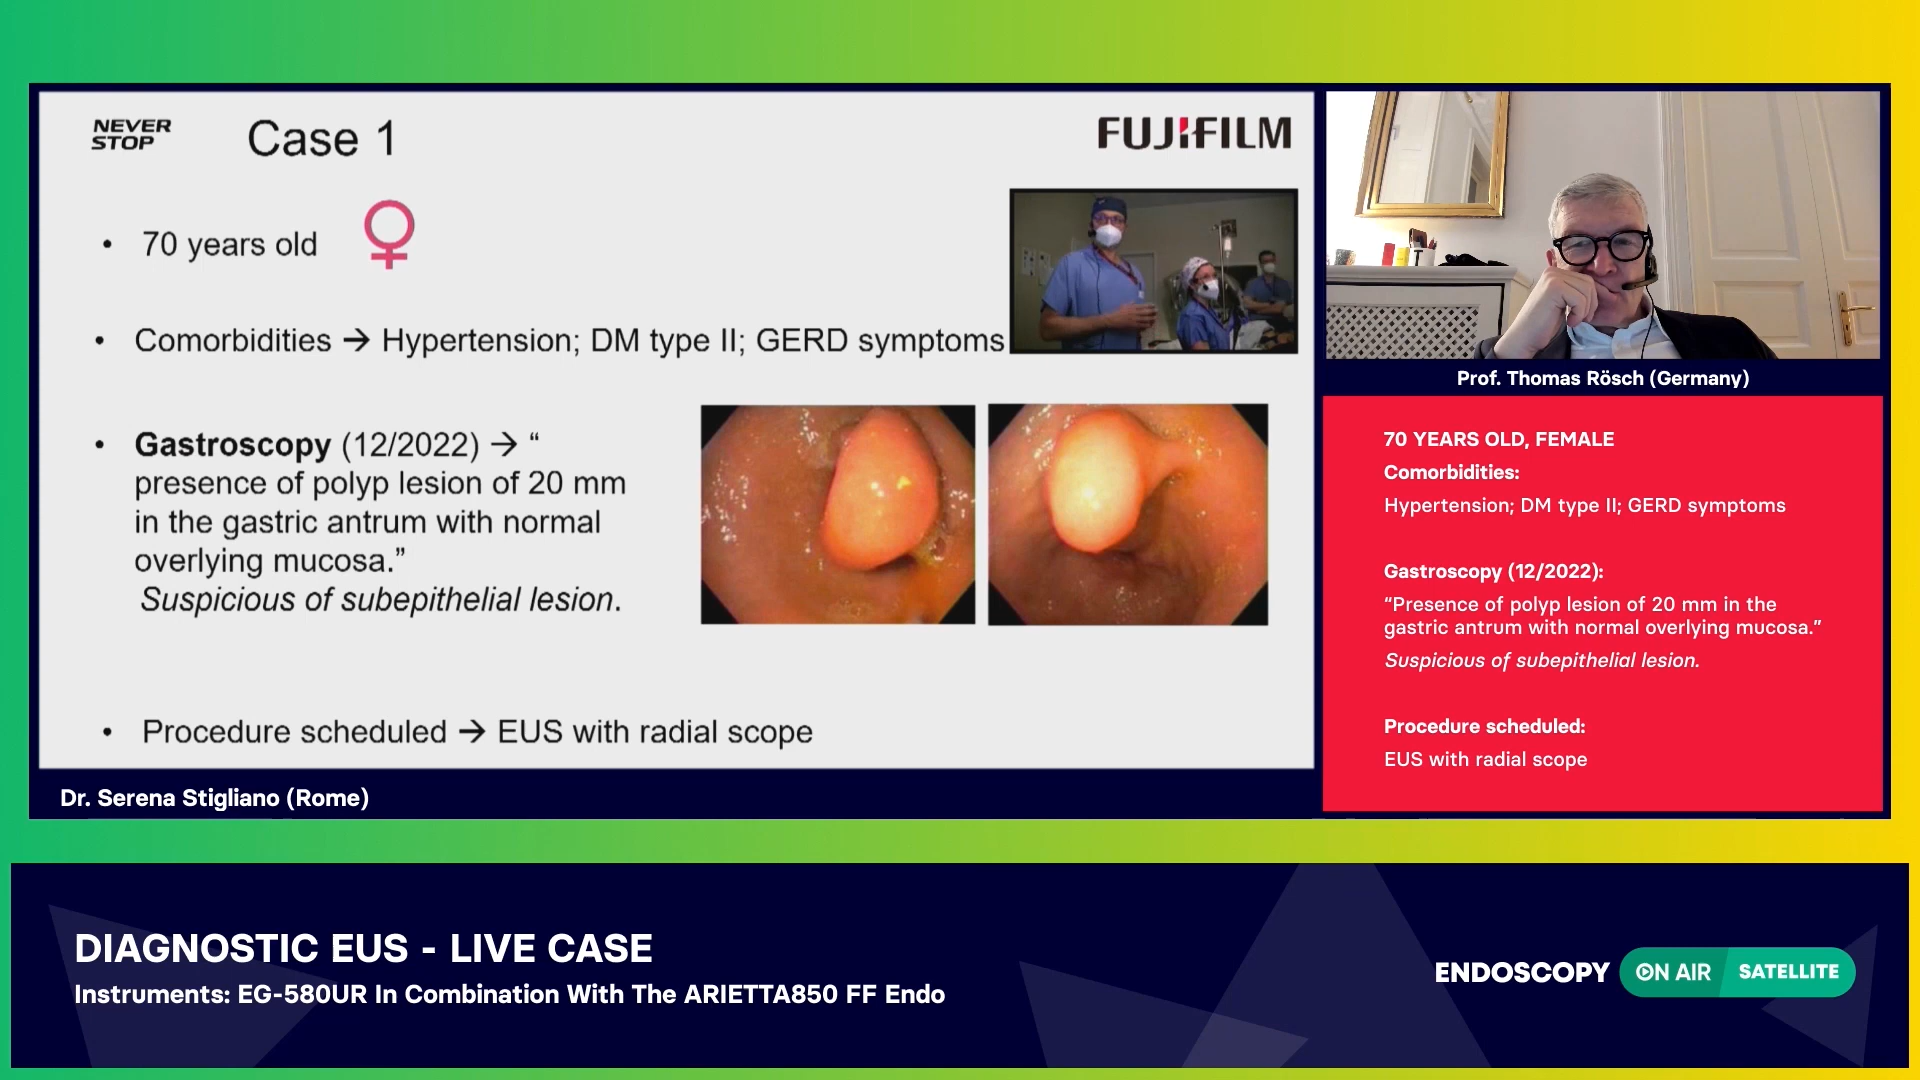 NEVER
STOP
Case 1
FUJIFILM
• 70 years old
• Comorbidities → Hypertension; DM type II; GERD symptoms
• Gastroscopy (12/2022) → “
presence of polyp lesion of 20 mm
in the gastric antrum with normal
overlying mucosa.”
Suspicious of subepithelial lesion.
• Procedure scheduled → EUS with radial scope
Dr. Serena Stigliano (Rome)
T
Prof. Thomas Rösch (Germany)
70 YEARS OLD, FEMALE
Comorbidities:
Hypertension; DM type II; GERD symptoms
Gastroscopy (12/2022):
“Presence of polyp lesion of 20 mm in the
gastric antrum with normal overlying mucosa.”
Suspicious of subepithelial lesion.
Procedure scheduled:
EUS with radial scope
DIAGNOSTIC EUS - LIVE CASE
Instruments: EG-580UR In Combination With The ARIETTA850 FF Endo
ENDOSCOPY ON AIR SATELLITE